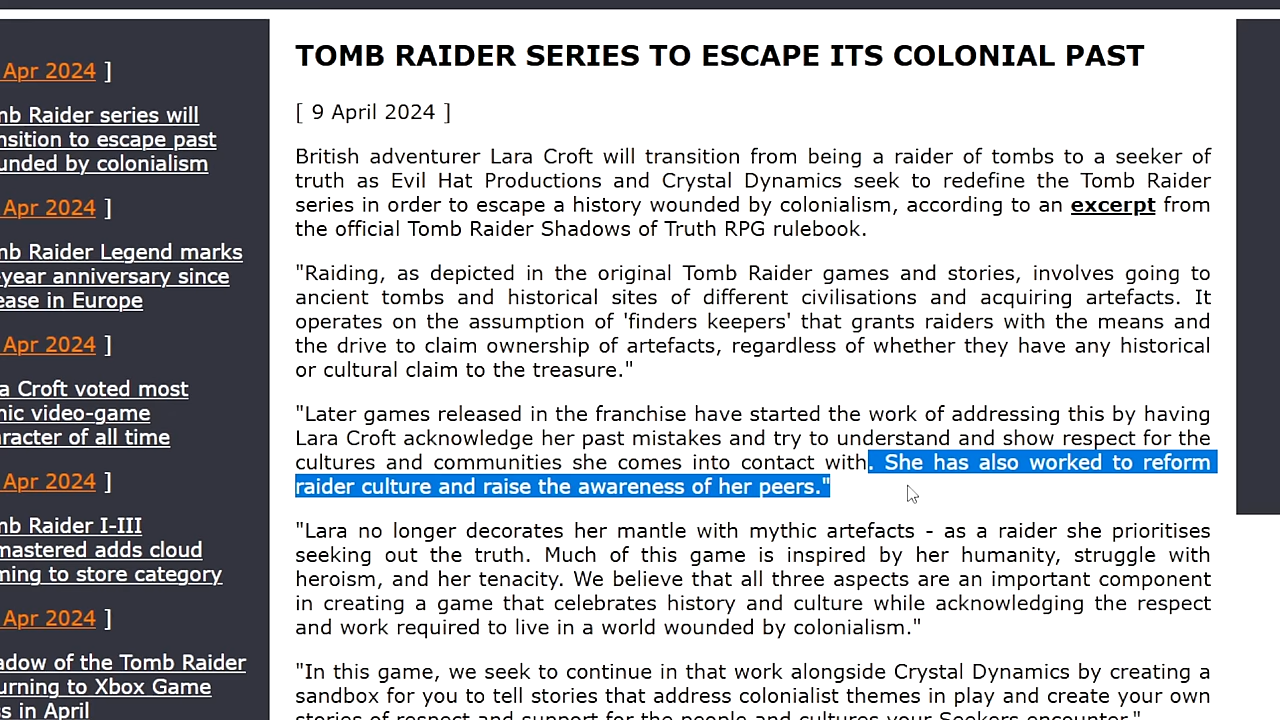 TOMB RAIDER SERIES TO ESCAPE ITS COLONIAL PAST
[ 9 April 2024 ]
British adventurer Lara Croft will transition from being a raider of tombs to a seeker of
truth as Evil Hat Productions and Crystal Dynamics seek to redefine the Tomb Raider
series in order to escape a history wounded by colonialism, according to an excerpt from
the official Tomb Raider Shadows of Truth RPG rulebook.
"Raiding, as depicted in the original Tomb Raider games and stories, involves going to
ancient tombs and historical sites of different civilisations and acquiring artefacts. It
operates on the assumption of 'finders keepers' that grants raiders with the means and
the drive to claim ownership of artefacts, regardless of whether they have any historical
or cultural claim to the treasure."
"Later games released in the franchise have started the work of addressing this by having
Lara Croft acknowledge her past mistakes and try to understand and show respect for the
cultures and communities she comes into contact with. She has also worked to reform
raider culture and raise the awareness of her peers."
"Lara no longer decorates her mantle with mythic artefacts - as a raider she prioritises
seeking out the truth. Much of this game is inspired by her humanity, struggle with
heroism, and her tenacity. We believe that all three aspects are an important component
in creating a game that celebrates history and culture while acknowledging the respect
and work required to live in a world wounded by colonialism."
"In this game, we seek to continue in that work alongside Crystal Dynamics by creating a
sandbox for you to tell stories that address colonialist themes in play and create your own
stories of respect and support for the people and cultures your Seekers encounter."
Apr 2024 ]
mb Raider series will
nsition to escape past
unded by colonialism
Apr 2024 ]
mb Raider Legend marks
-year anniversary since
ease in Europe
Apr 2024 ]
a Croft voted most
nic video-game
aracter of all time
Apr 2024 ]
mb Raider I-III
mastered adds cloud
ming to store category
Apr 2024 ]
adow of the Tomb Raider
urning to Xbox Game
ss in April